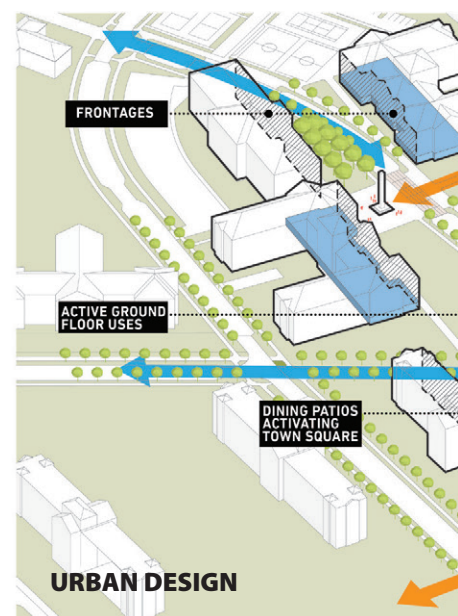 FRONTAGES
ACTIVE GROUND
FLOOR USES
DINING PATIOS
ACTIVATING
TOWN SQUARE
URBAN DESIGN